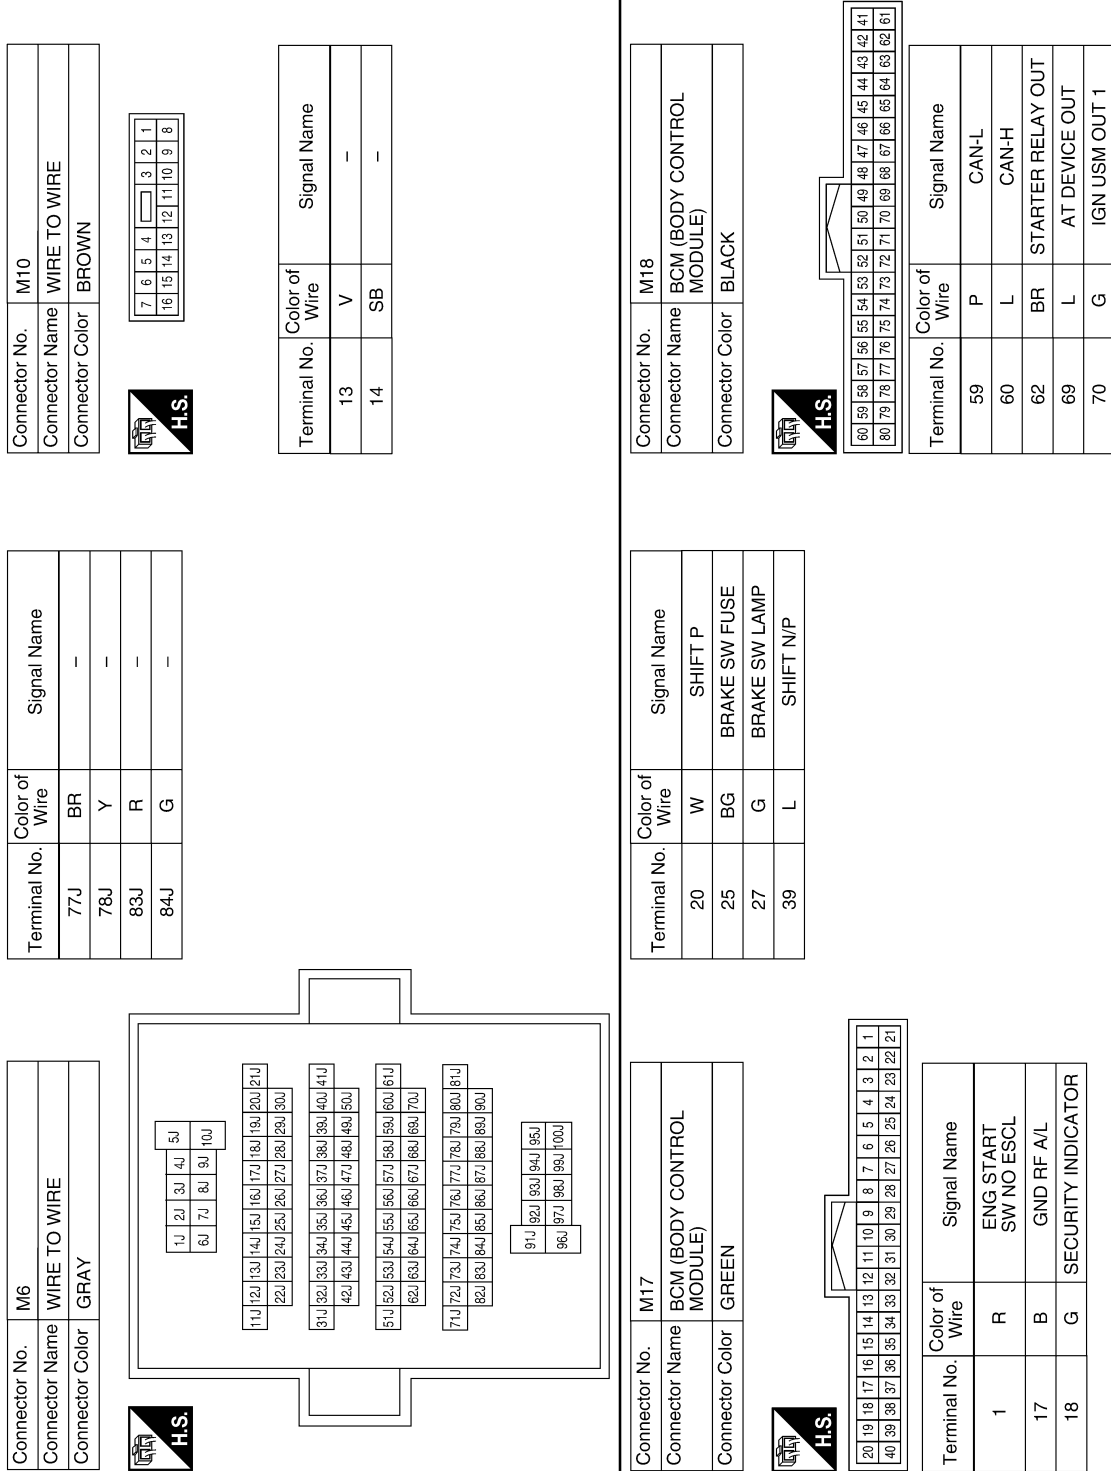 Connector No. M6
Connector Name WIRE TO WIRE
Connector Color GRAY
H.S.
1J 2J 3J 4J 5J
6J 7J 8J 9J 10J
11J 12J 13J 14J 15J 16J 17J 18J 19J 20J 21J
22J 23J 24J 25J 26J 27J 28J 29J 30J
31J 32J 33J 34J 35J 36J 37J 38J 39J 40J 41J
42J 43J 44J 45J 46J 47J 48J 49J 50J
51J 52J 53J 54J 55J 56J 57J 58J 59J 60J 61J
62J 63J 64J 65J 66J 67J 68J 69J 70J
71J 72J 73J 74J 75J 76J 77J 78J 79J 80J 81J
82J 83J 84J 85J 86J 87J 88J 89J 90J
91J 92J 93J 94J 95J
96J 97J 98J 99J 100J
Terminal No. Color of Wire Signal Name
77J BR –
78J Y –
83J R –
84J G –
Connector No. M10
Connector Name WIRE TO WIRE
Connector Color BROWN
H.S.
7 6 5 4 3 2 1
16 15 14 13 12 11 10 9 8
Terminal No. Color of Wire Signal Name
13 V –
14 SB –
Connector No. M17
Connector Name BCM (BODY CONTROL
MODULE)
Connector Color GREEN
H.S.
20 19 18 17 16 15 14 13 12 11 10 9 8 7 6 5 4 3 2 1
40 39 38 37 36 35 34 33 32 31 30 29 28 27 26 25 24 23 22 21
Terminal No. Color of Wire Signal Name
1 R ENG START
SW NO ESCL
17 B GND RF A/L
18 G SECURITY INDICATOR
Terminal No. Color of Wire Signal Name
20 W SHIFT P
25 BG BRAKE SW FUSE
27 G BRAKE SW LAMP
39 L SHIFT N/P
Connector No. M18
Connector Name BCM (BODY CONTROL
MODULE)
Connector Color BLACK
H.S.
60 59 58 57 56 55 54 53 52 51 50 49 48 47 46 45 44 43 42 41
80 79 78 77 76 75 74 73 72 71 70 69 68 67 66 65 64 63 62 61
Terminal No. Color of Wire Signal Name
59 P CAN-L
60 L CAN-H
62 BR STARTER RELAY OUT
69 L AT DEVICE OUT
70 G IGN USM OUT 1